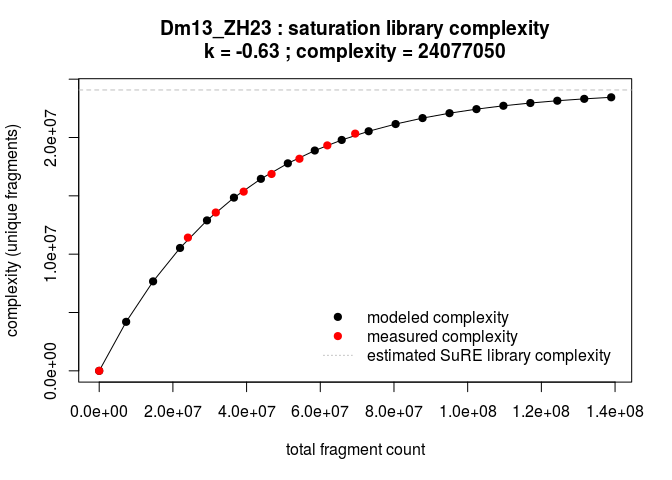 Dm13_ZH23 : saturation library complexity
k = -0.63 ; complexity = 24077050
complexity (unique fragments)
2.0e+07
1.0e+07
0.0e+00
modeled complexity
measured complexity
estimated SuRE library complexity
0.0e+00 2.0e+07 4.0e+07 6.0e+07 8.0e+07 1.0e+08 1.2e+08 1.4e+08
total fragment count